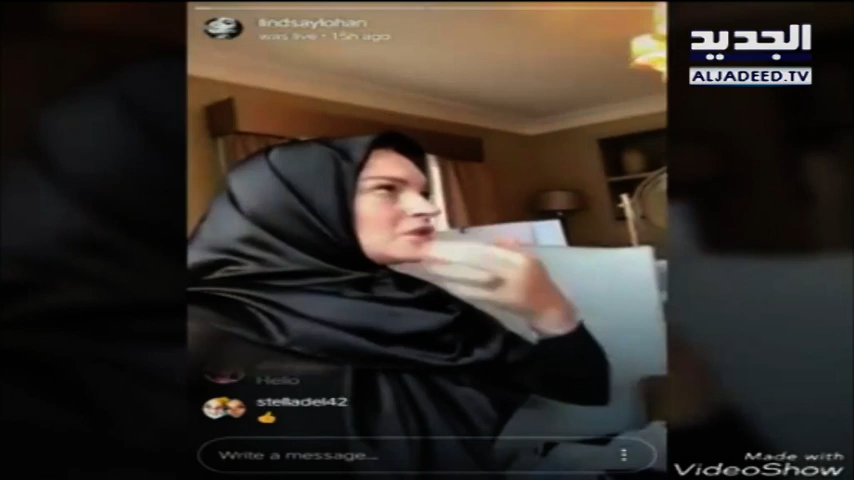 lindsaylohan
was live • 15h ago
الجديد
ALJADEED.TV
Hello
stelladel42
Write a message...
Made with
VideoShow